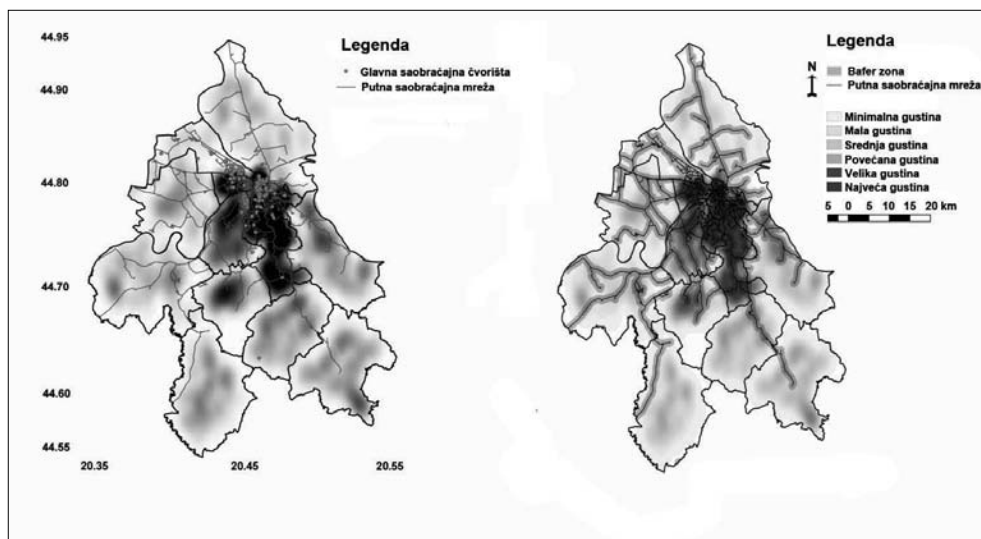 44.95
44.90
44.80
44.70
44.60
44.55
20.35
20.45
20.55
Legenda
Glavna saobraćajna čvorišta
Putna saobraćajna mreža
Legenda
N
Bafer zona
Putna saobraćajna mreža
Minimalna gustina
Mala gustina
Srednja gustina
Povećana gustina
Velika gustina
Najveća gustina
5 0 5 10 15 20 km